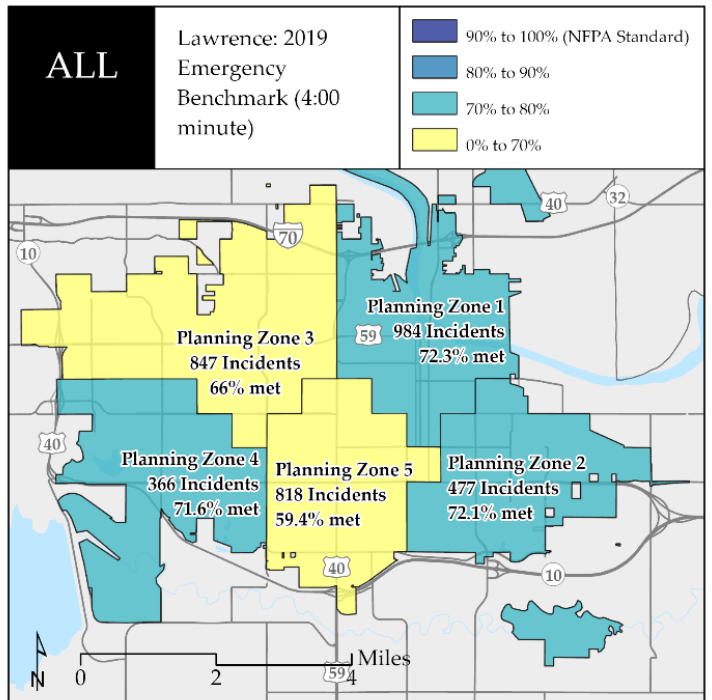 ALL
Lawrence: 2019
Emergency
Benchmark (4:00
minute)
90% to 100% (NFPA Standard)
80% to 90%
70% to 80%
0% to 70%
40
32
70
10
Planning Zone 1
984 Incidents
72.3% met
59
Planning Zone 3
847 Incidents
66% met
40
Planning Zone 4
366 Incidents
71.6% met
Planning Zone 5
818 Incidents
59.4% met
Planning Zone 2
477 Incidents
72.1% met
40
10
N
0
2
4
Miles
59